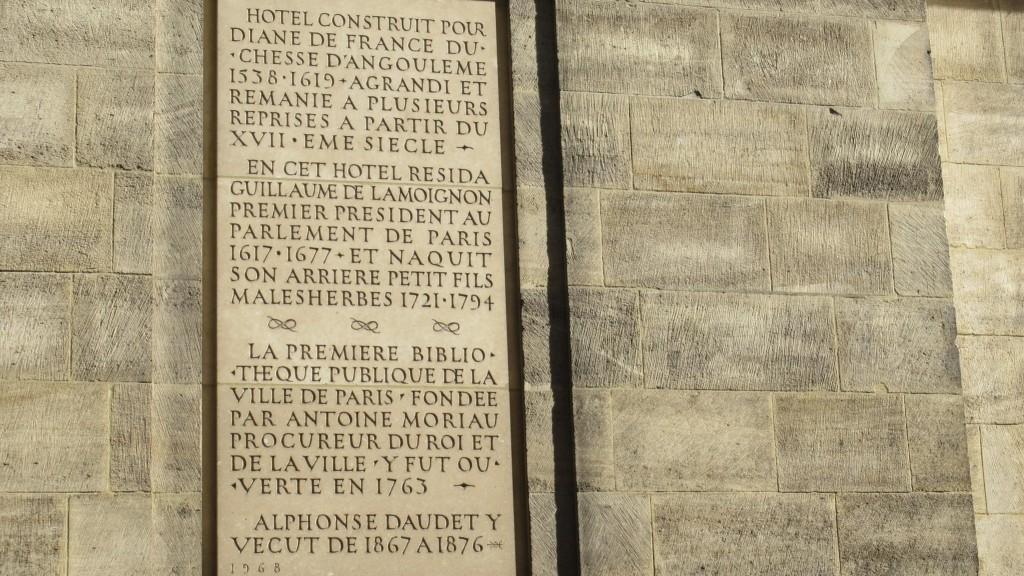 HOTEL CONSTRUIT POUR
DIANE DE FRANCE DU·
CHESSE D'ANGOULEME
1538·1619·AGRANDI ET
REMANIE A PLUSIEURS
REPRISES A PARTIR DU
XVII·EME SIECLE
EN CET HOTEL RESIDA
GUILLAUME DE LAMOIGNON
PREMIER PRESIDENT AU
PARLEMENT DE PARIS
1617·1677·ET NAQUIT
SON ARRIERE PETIT FILS
MALESHERBES 1721·1794
LA PREMIERE BIBLIO·
·THEQUE PUBLIQUE DE LA
VILLE DE PARIS·FONDEE
PAR ANTOINE MORIAU
PROCUREUR DU ROI ET
DE LA VILLE·Y FUT OU·
·VERTE EN 1763
ALPHONSE DAUDET Y
VECUT DE 1867 A 1876
1968